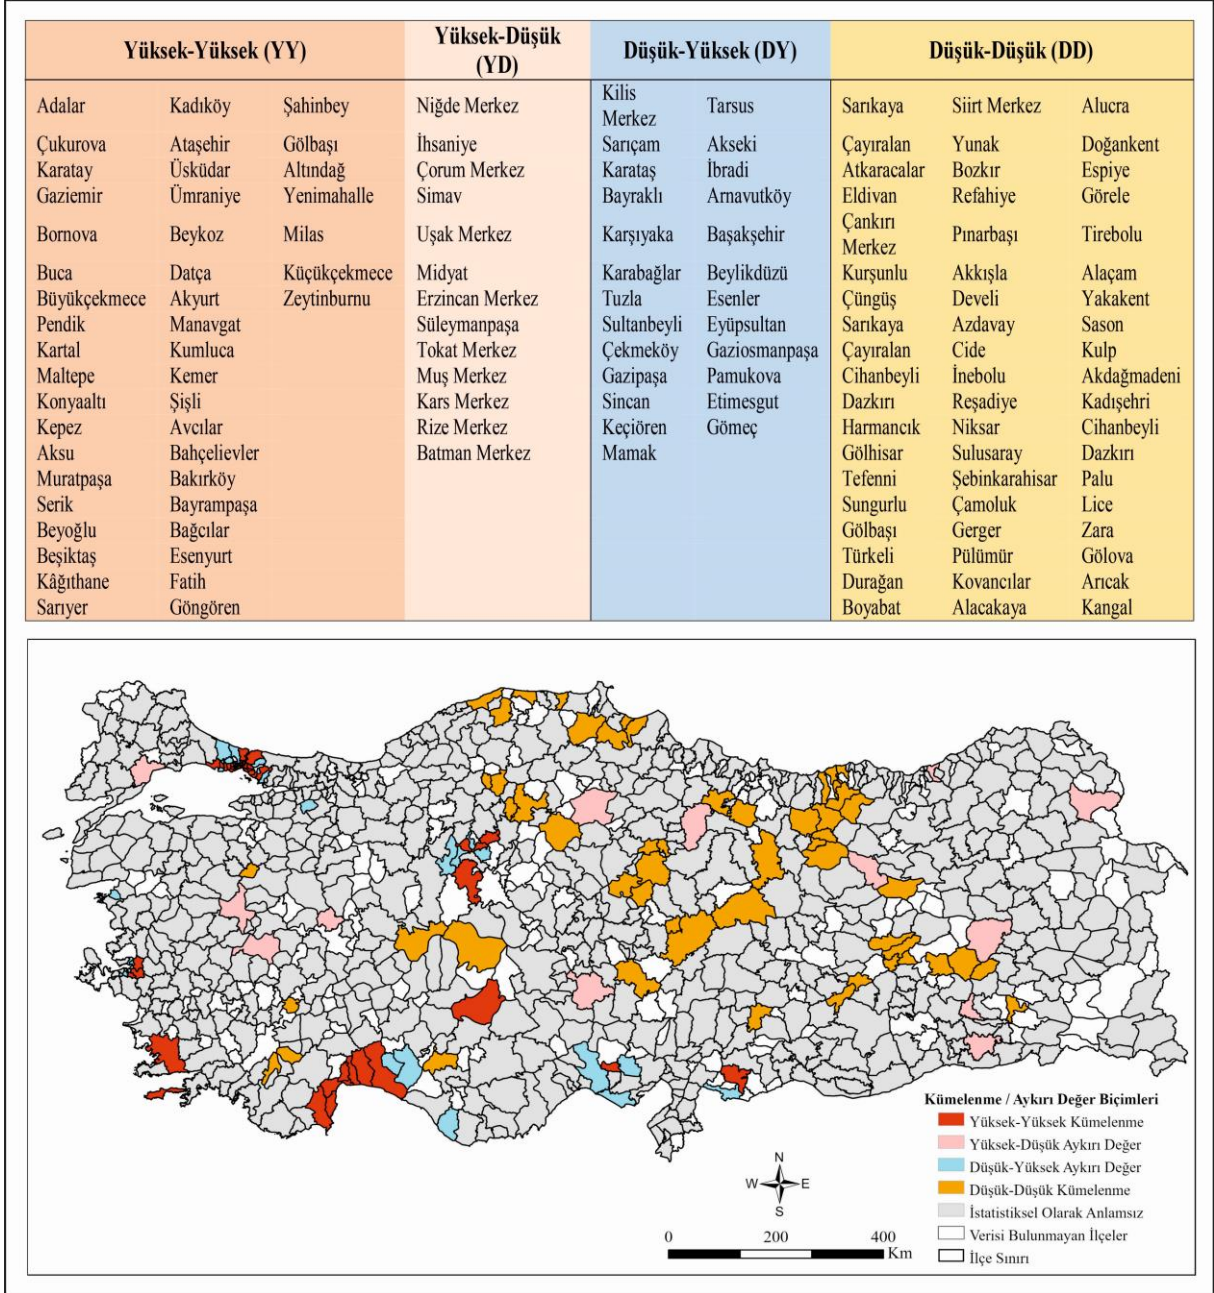 Yüksek-Yüksek (YY) Yüksek-Düşük (YD) Düşük-Yüksek (DY) Düşük-Düşük (DD)
Adalar Kadıköy Şahinbey Niğde Merkez Kilis Merkez Tarsus Sarıkaya Siirt Merkez Alucra
Çukurova Ataşehir Gölbaşı İhsaniye Sarıçam Akseki Çayıralan Yunak Doğankent
Karatay Üsküdar Altındağ Çorum Merkez Karataş İbradi Atkaracalar Bozkır Espiye
Gaziemir Ümraniye Yenimahalle Simav Bayraklı Arnavutköy Eldivan Refahiye Görele
Bornova Beykoz Milas Uşak Merkez Karşıyaka Başakşehir Çankırı Merkez Pınarbaşı Tirebolu
Buca Datça Küçükçekmece Midyat Karabağlar Beylikdüzü Kurşunlu Akkışla Alaçam
Büyükçekmece Akyurt Zeytinburnu Erzincan Merkez Tuzla Esenler Çüngüş Develi Yakakent
Pendik Manavgat Süleymanpaşa Sultanbeyli Eyüpsultan Sarıkaya Azdavay Sason
Kartal Kumluca Tokat Merkez Çekmeköy Gaziosmanpaşa Çayıralan Cide Kulp
Maltepe Kemer Muş Merkez Gazipaşa Pamukova Cihanbeyli İnebolu Akdağmadeni
Konyaaltı Şişli Kars Merkez Sincan Etimesgut Dazkırı Reşadiye Kadışehri
Kepez Avcılar Rize Merkez Keçiören Gömeç Harmancık Niksar Cihanbeyli
Aksu Bahçelievler Batman Merkez Mamak Gölhisar Sulusaray Dazkırı
Muratpaşa Bakırköy Tefenni Şebinkarahisar Palu
Serik Bayrampaşa Sungurlu Çamoluk Lice
Beyoğlu Bağcılar Gölbaşı Gerger Zara
Beşiktaş Esenyurt Türkeli Pülümür Gölova
Kâğıthane Fatih Durağan Kovancılar Arıcak
Sarıyer Göngören Boyabat Alacakaya Kangal
Kümelenme / Aykırı Değer Biçimleri
Yüksek-Yüksek Kümelenme
Yüksek-Düşük Aykırı Değer
Düşük-Yüksek Aykırı Değer
Düşük-Düşük Kümelenme
İstatistiksel Olarak Anlamsız
Verisi Bulunmayan İlçeler
İlçe Sınırı
N
W E
S
0 200 400
Km